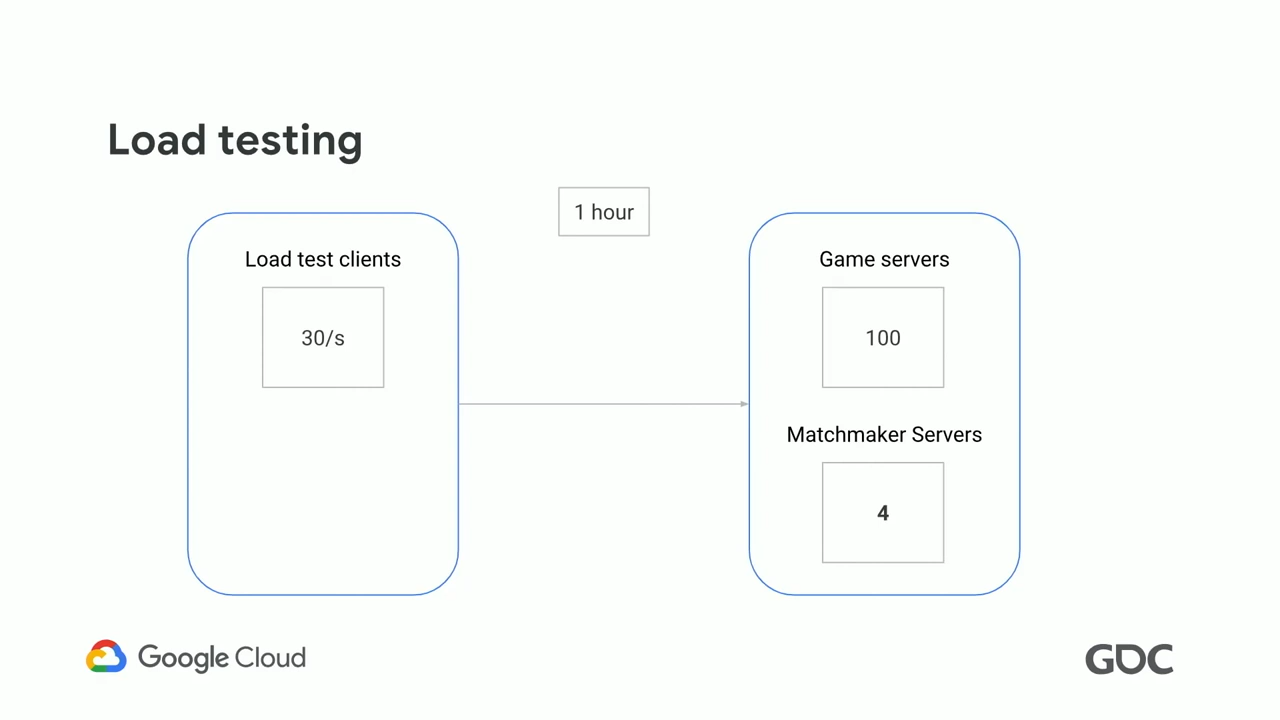 Load testing
1 hour
Load test clients
30/s
Game servers
100
Matchmaker Servers
4
Google Cloud
GDC